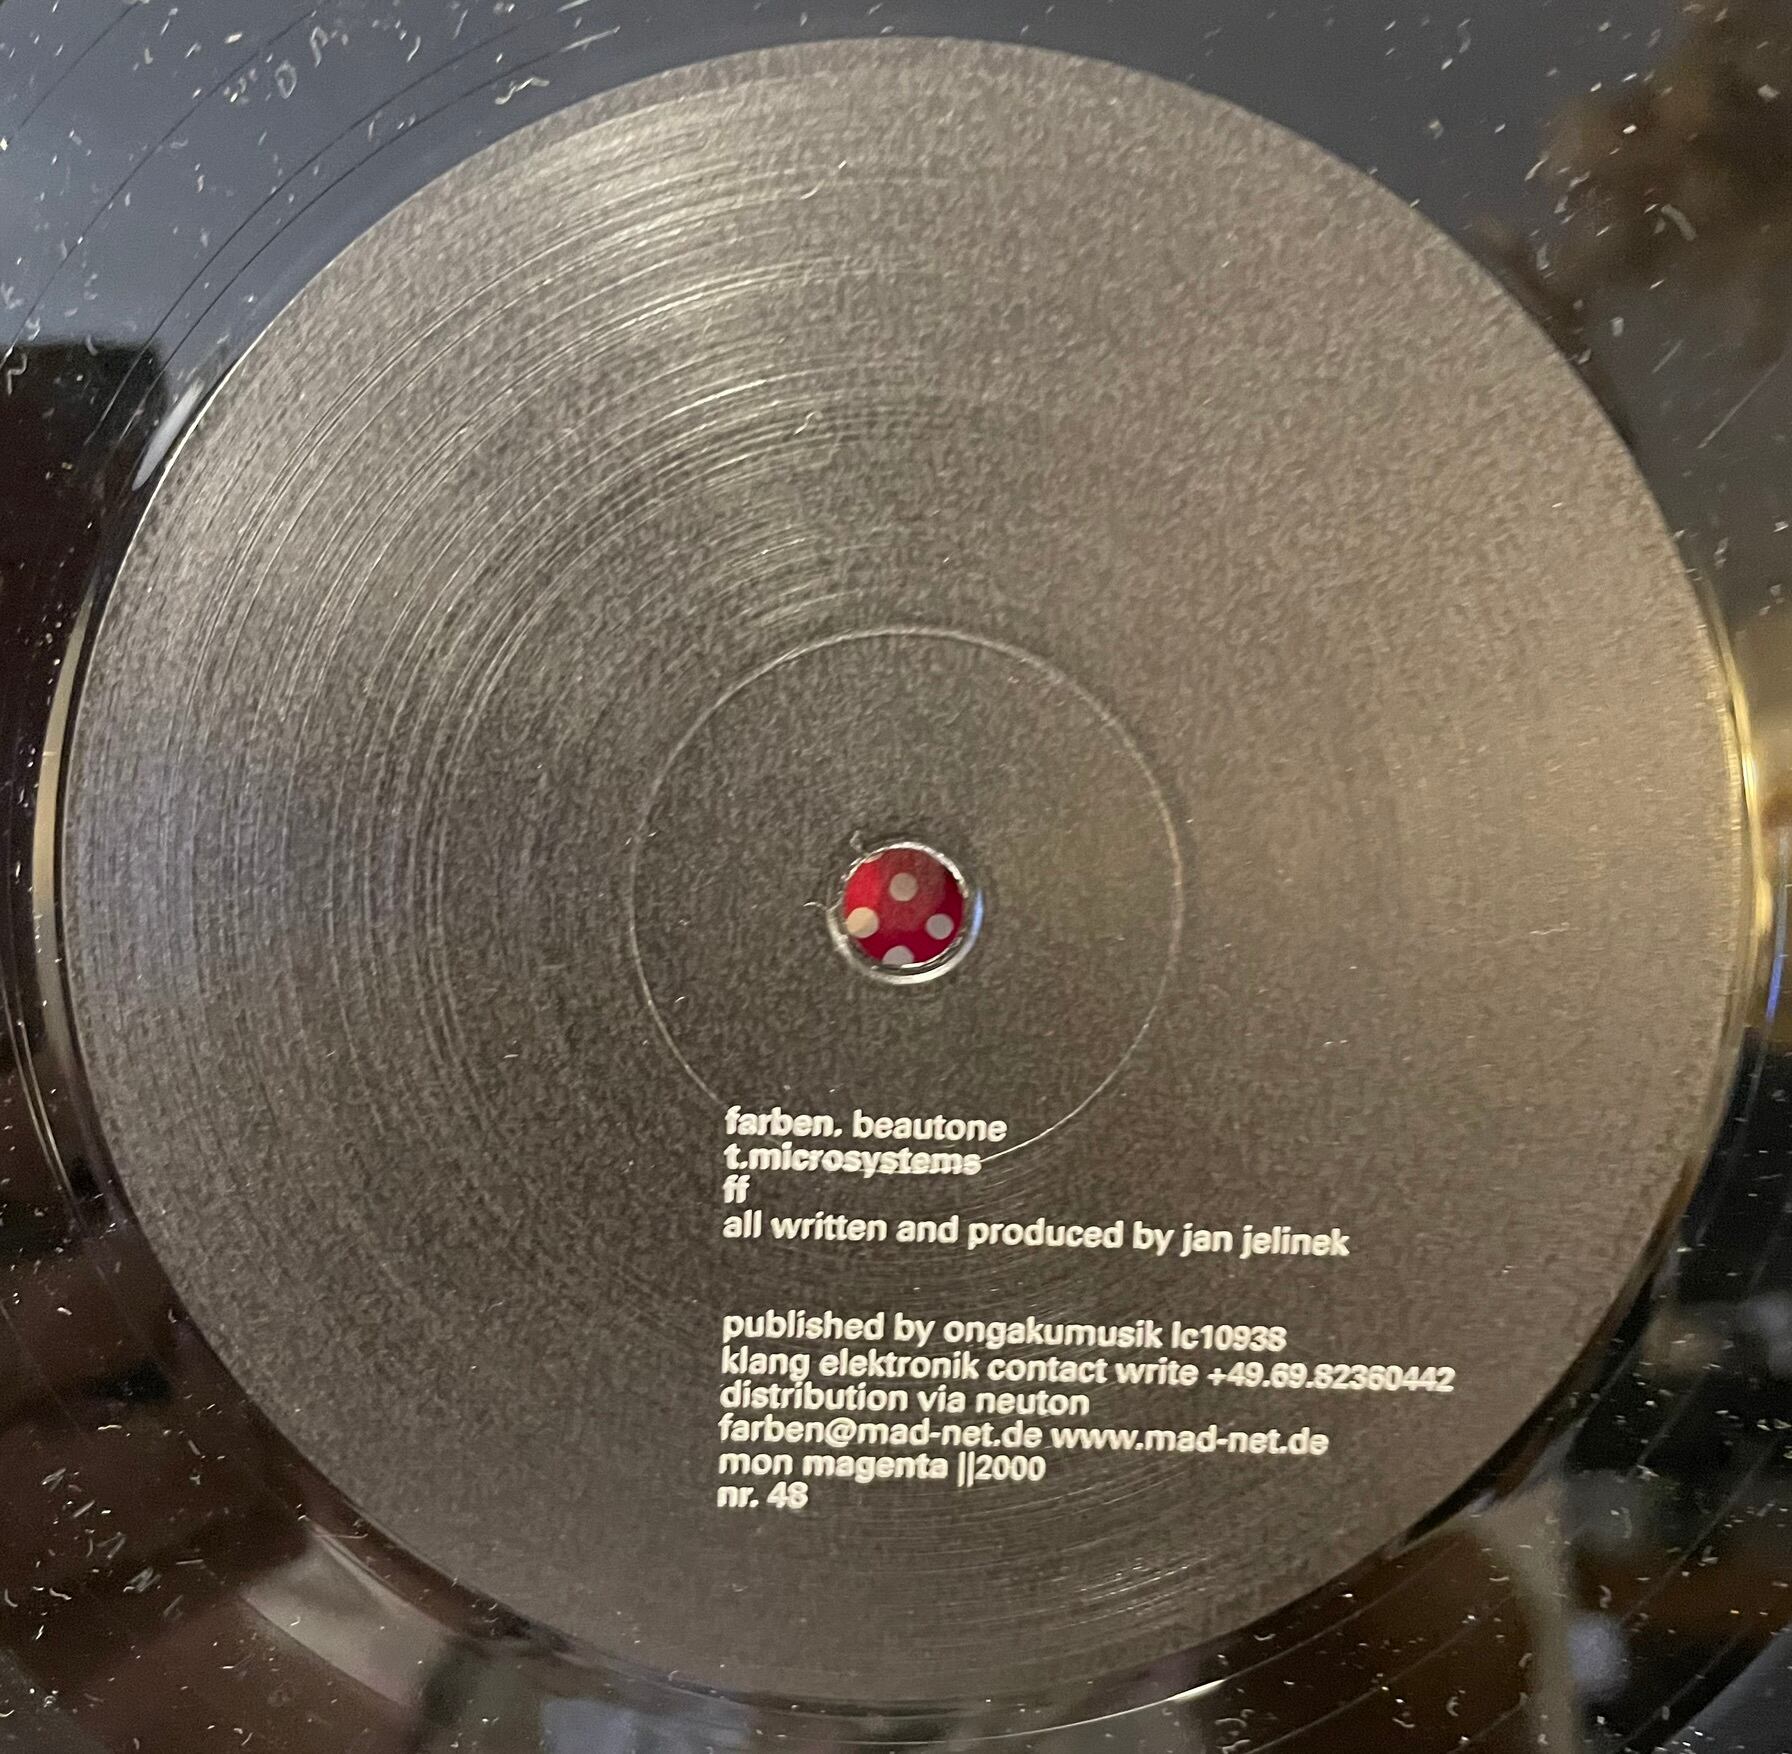 farben. beautone
t.microsystems
ff
all written and produced by jan jelinek
published by ongakumusik lc10938
klang elektronik contact write +49.69.82360442
distribution via neuton
farben@mad-net.de www.mad-net.de
mon magenta ||2000
nr. 48